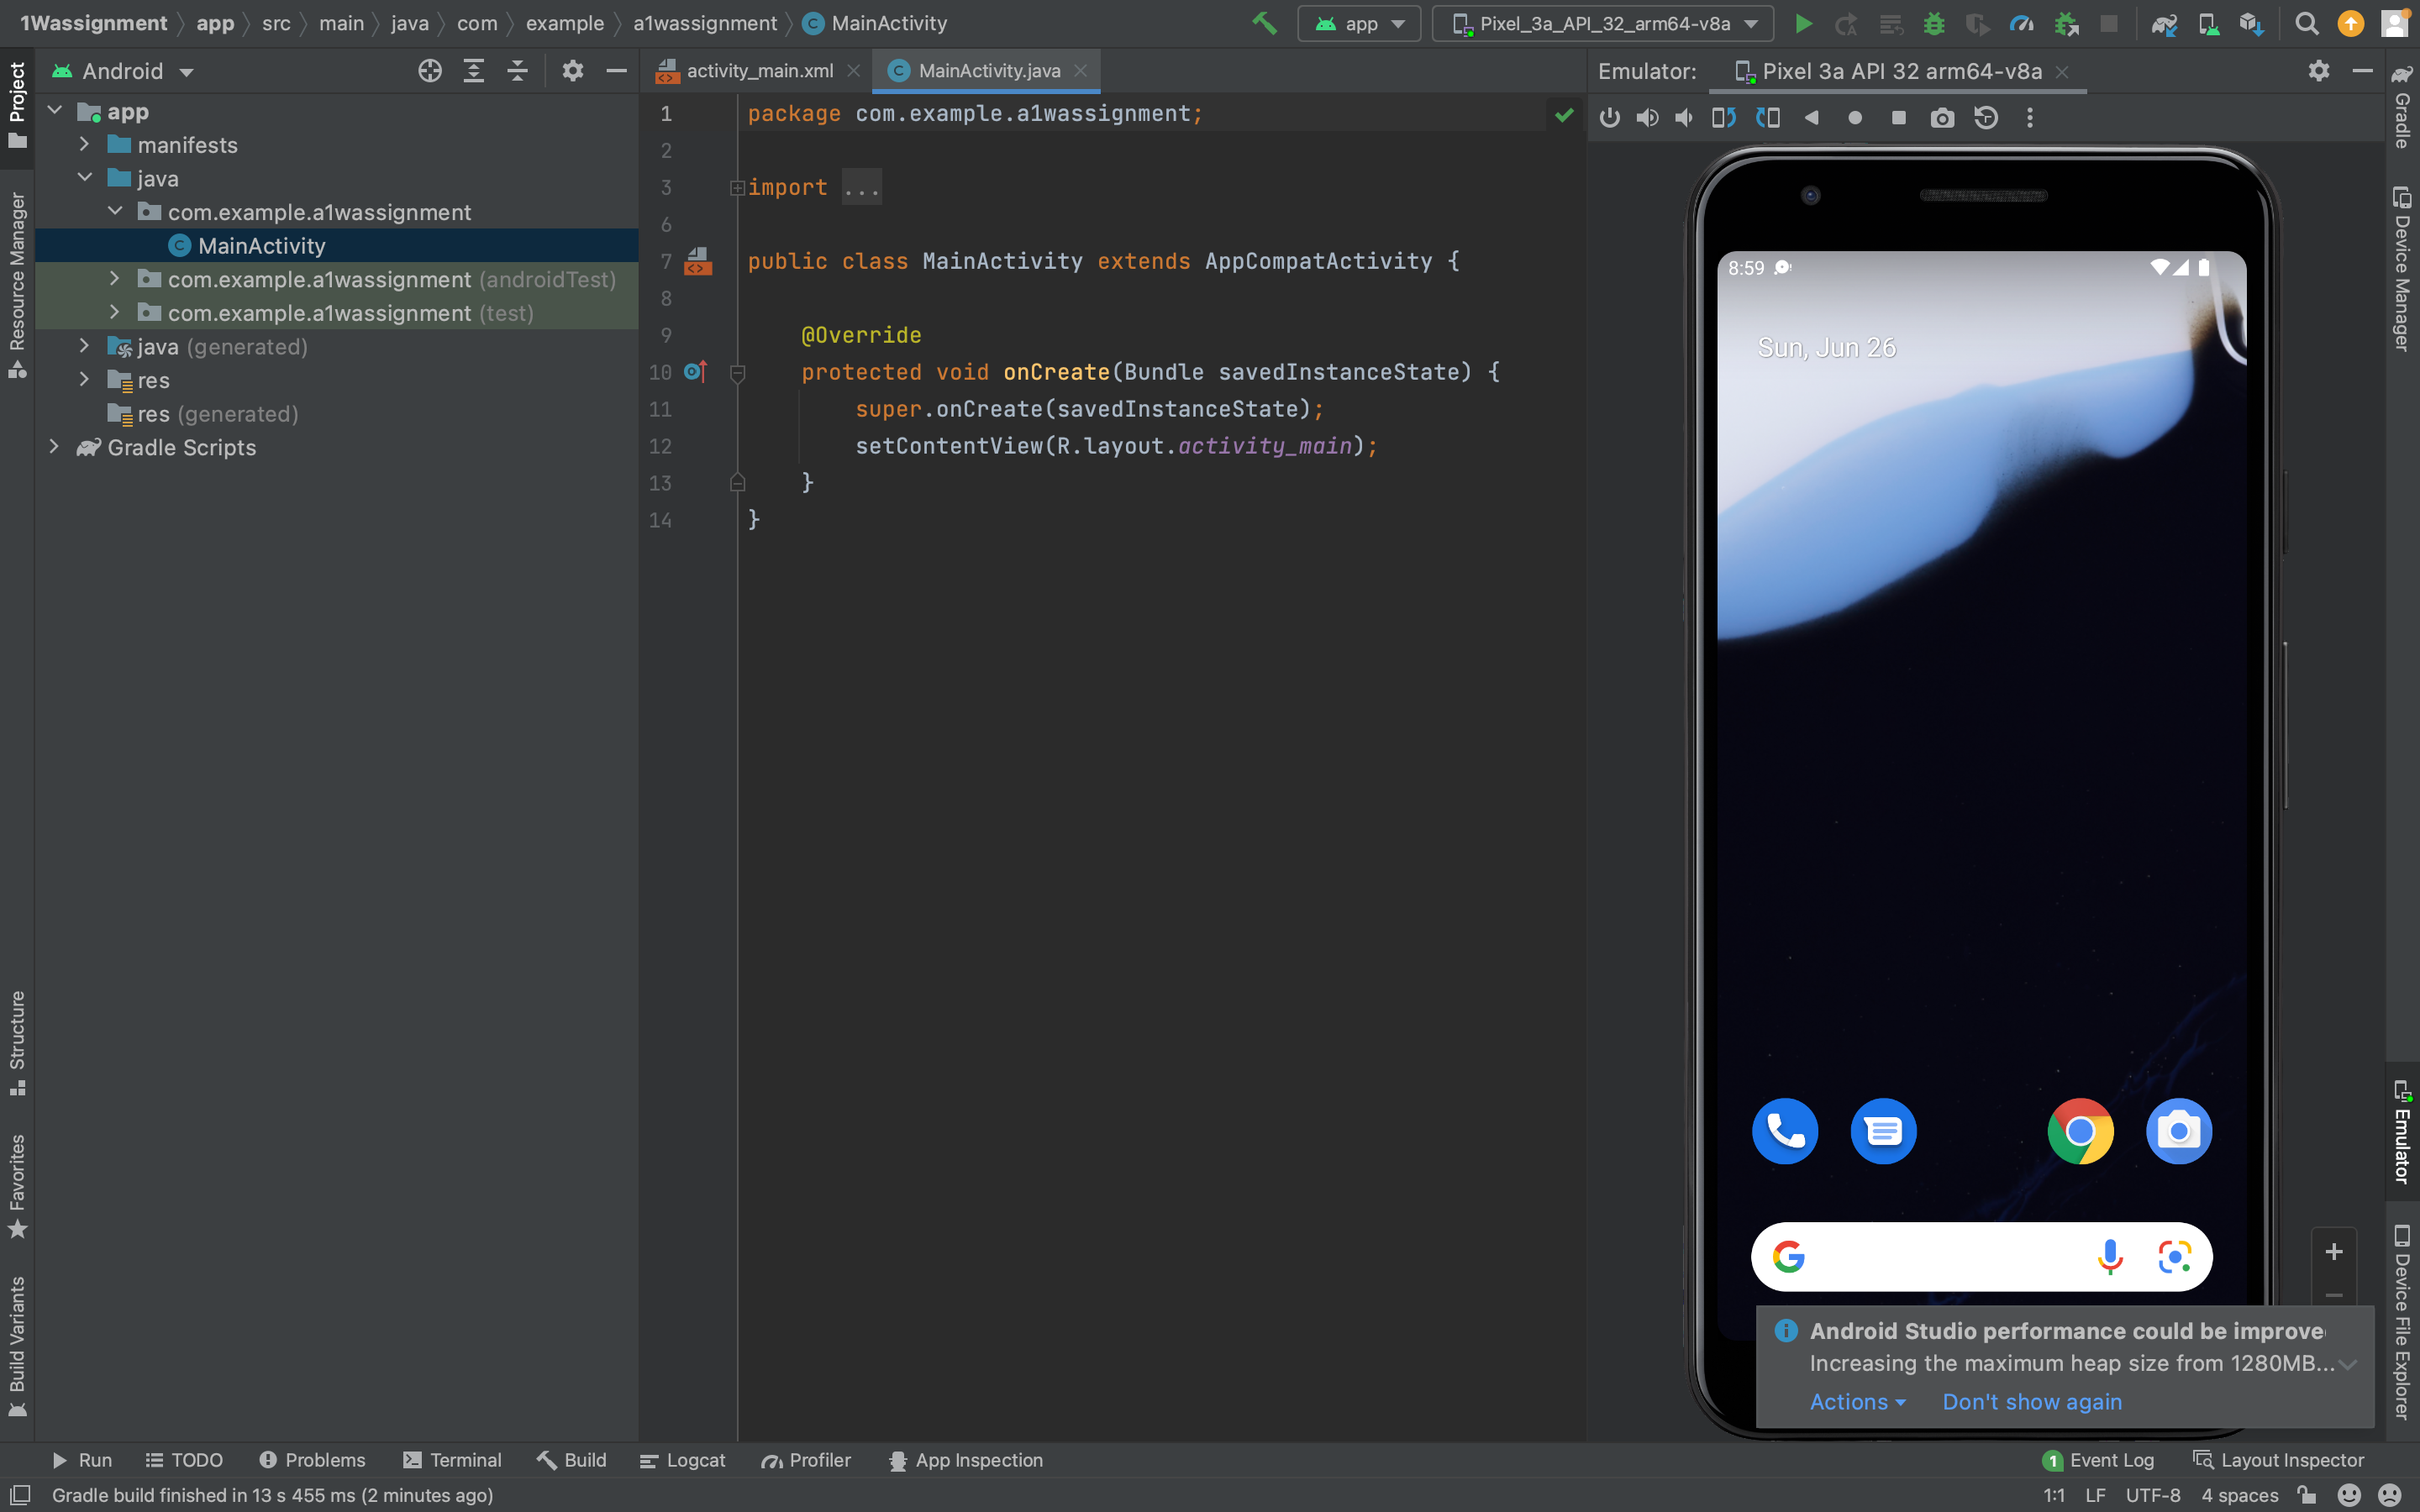 1Wassignment app src main java com example a1wassignment MainActivity
app
Pixel_3a_API_32_arm64-v8a
Project
Resource Manager
Structure
Favorites
Build Variants
Android
app
manifests
java
com.example.a1wassignment
MainActivity
com.example.a1wassignment (androidTest)
com.example.a1wassignment (test)
java (generated)
res
res (generated)
Gradle Scripts
activity_main.xml
MainActivity.java
1 package com.example.a1wassignment;
2
3 import ...
6
7 public class MainActivity extends AppCompatActivity {
8
9 @Override
10 protected void onCreate(Bundle savedInstanceState) {
11 super.onCreate(savedInstanceState);
12 setContentView(R.layout.activity_main);
13 }
14 }
Emulator: Pixel 3a API 32 arm64-v8a
8:59
Sun, Jun 26
Android Studio performance could be improve
Increasing the maximum heap size from 1280MB...
Actions Don't show again
Gradle
Device Manager
Emulator
Device File Explorer
Run TODO Problems Terminal Build Logcat Profiler App Inspection
1 Event Log Layout Inspector
Gradle build finished in 13 s 455 ms (2 minutes ago)
1:1 LF UTF-8 4 spaces